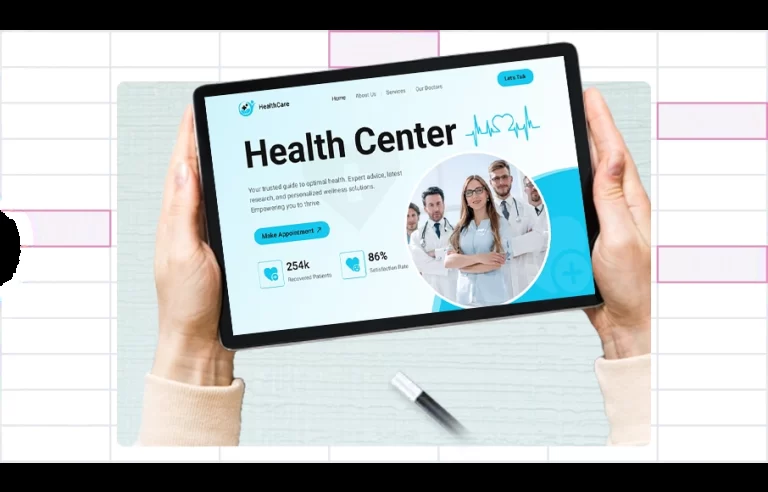 HealthCare
Home About Us Services Our Doctors
Let's Talk
Health Center
Your trusted guide to optimal health. Expert advice, latest
research, and personalized wellness solutions.
Empowering you to thrive.
Make Appointment
254k
Recovered Patients
86%
Satisfaction Rate